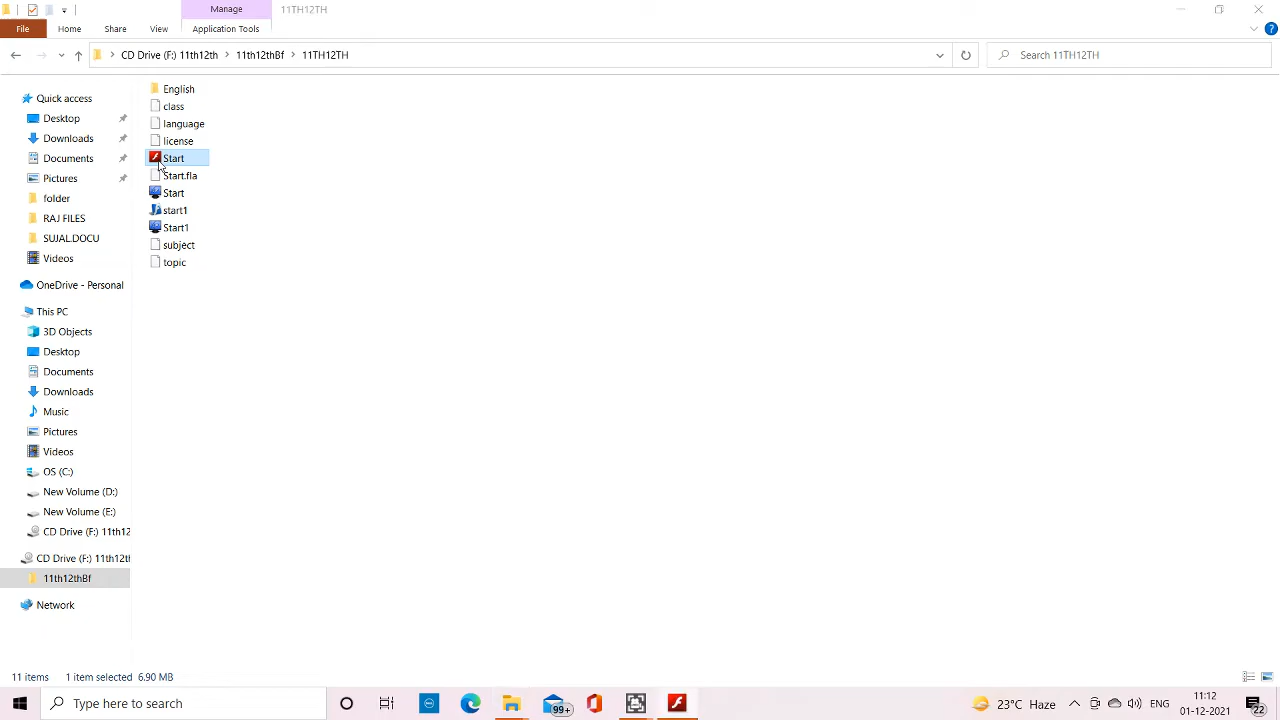 Manage
11TH12TH
File
Home
Share
View
Application Tools
CD Drive (F:) 11th12th
11th12thBf
11TH12TH
Search 11TH12TH
Quick access
Desktop
Downloads
Documents
Pictures
folder
RAJ FILES
SUJAL.DOCU
Videos
OneDrive - Personal
This PC
3D Objects
Desktop
Documents
Downloads
Music
Pictures
Videos
OS (C:)
New Volume (D:)
New Volume (E:)
CD Drive (F:) 11th12
CD Drive (F:) 11th12t
11th12thBf
Network
English
class
language
license
Start
Start.fla
Start
start1
Start1
subject
topic
11 items
1 item selected 6.90 MB
Type here to search
99+
23°C Haze
ENG
11:12
01-12-2021
22